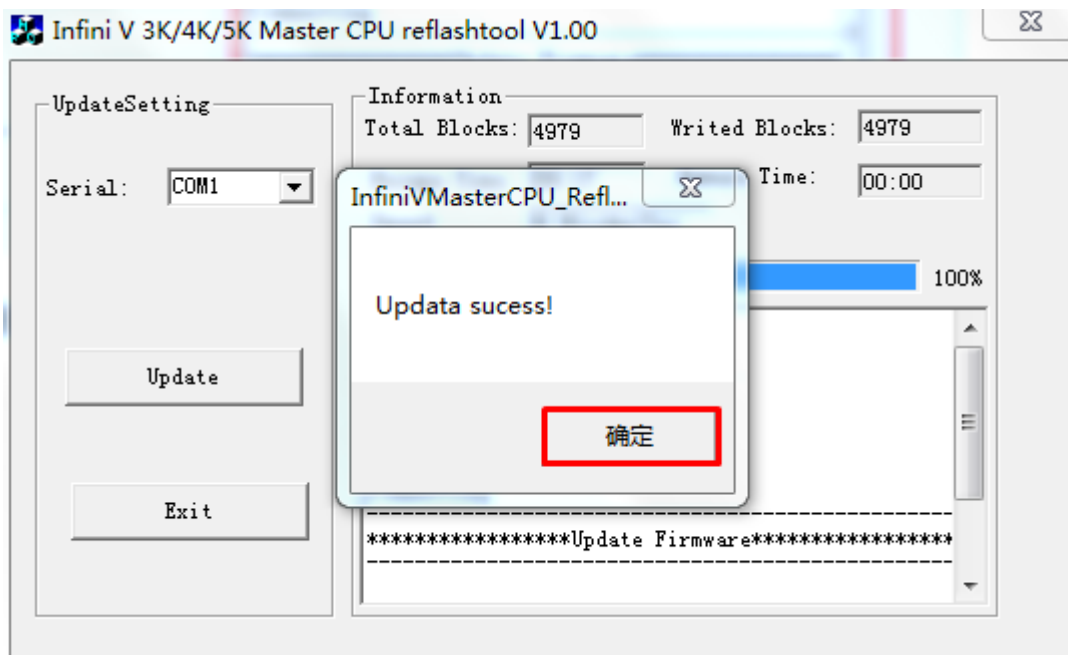 Infini V 3K/4K/5K Master CPU reflashtool V1.00
UpdateSetting
Serial: COM1
Update
Exit
Information
Total Blocks: 4979 Writed Blocks: 4979
Time: 00:00
100%
InfiniVMasterCPU_Refl...
Updata sucess!
确定
------------------------------------------------
*****************Update Firmware*****************
------------------------------------------------